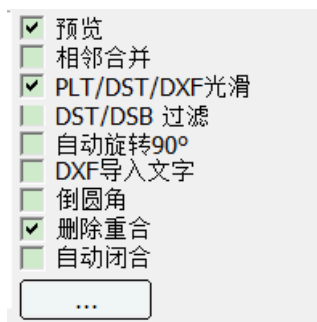 预览
相邻合并
PLT/DST/DXF光滑
DST/DSB 过滤
自动旋转90º
DXF导入文字
倒圆角
删除重合
自动闭合
...